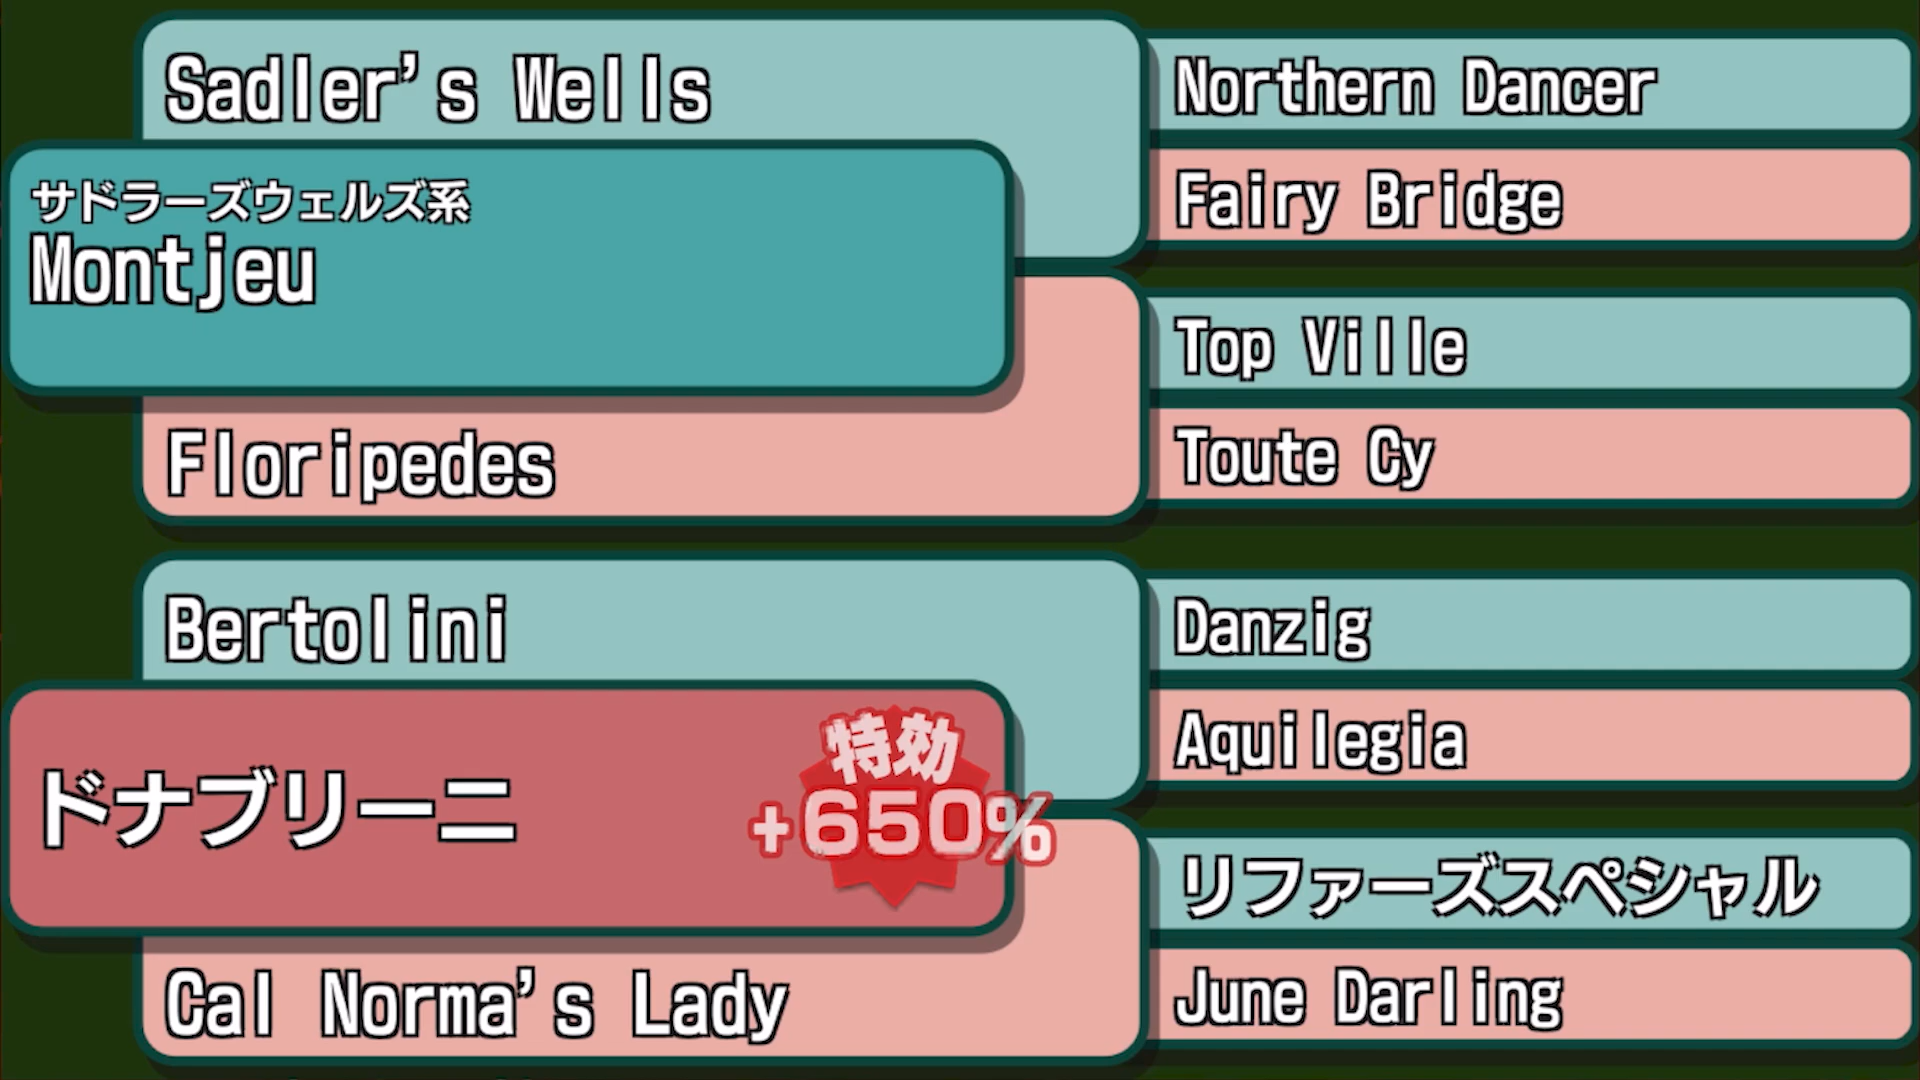 Sadler's Wells
サドラーズウェルズ系
Montjeu
Floripedes
Northern Dancer
Fairy Bridge
Top Ville
Toute Cy
Bertolini
ドナブリーニ
特効
+650%
Cal Norma's Lady
Danzig
Aquilegia
リファーズスペシャル
June Darling